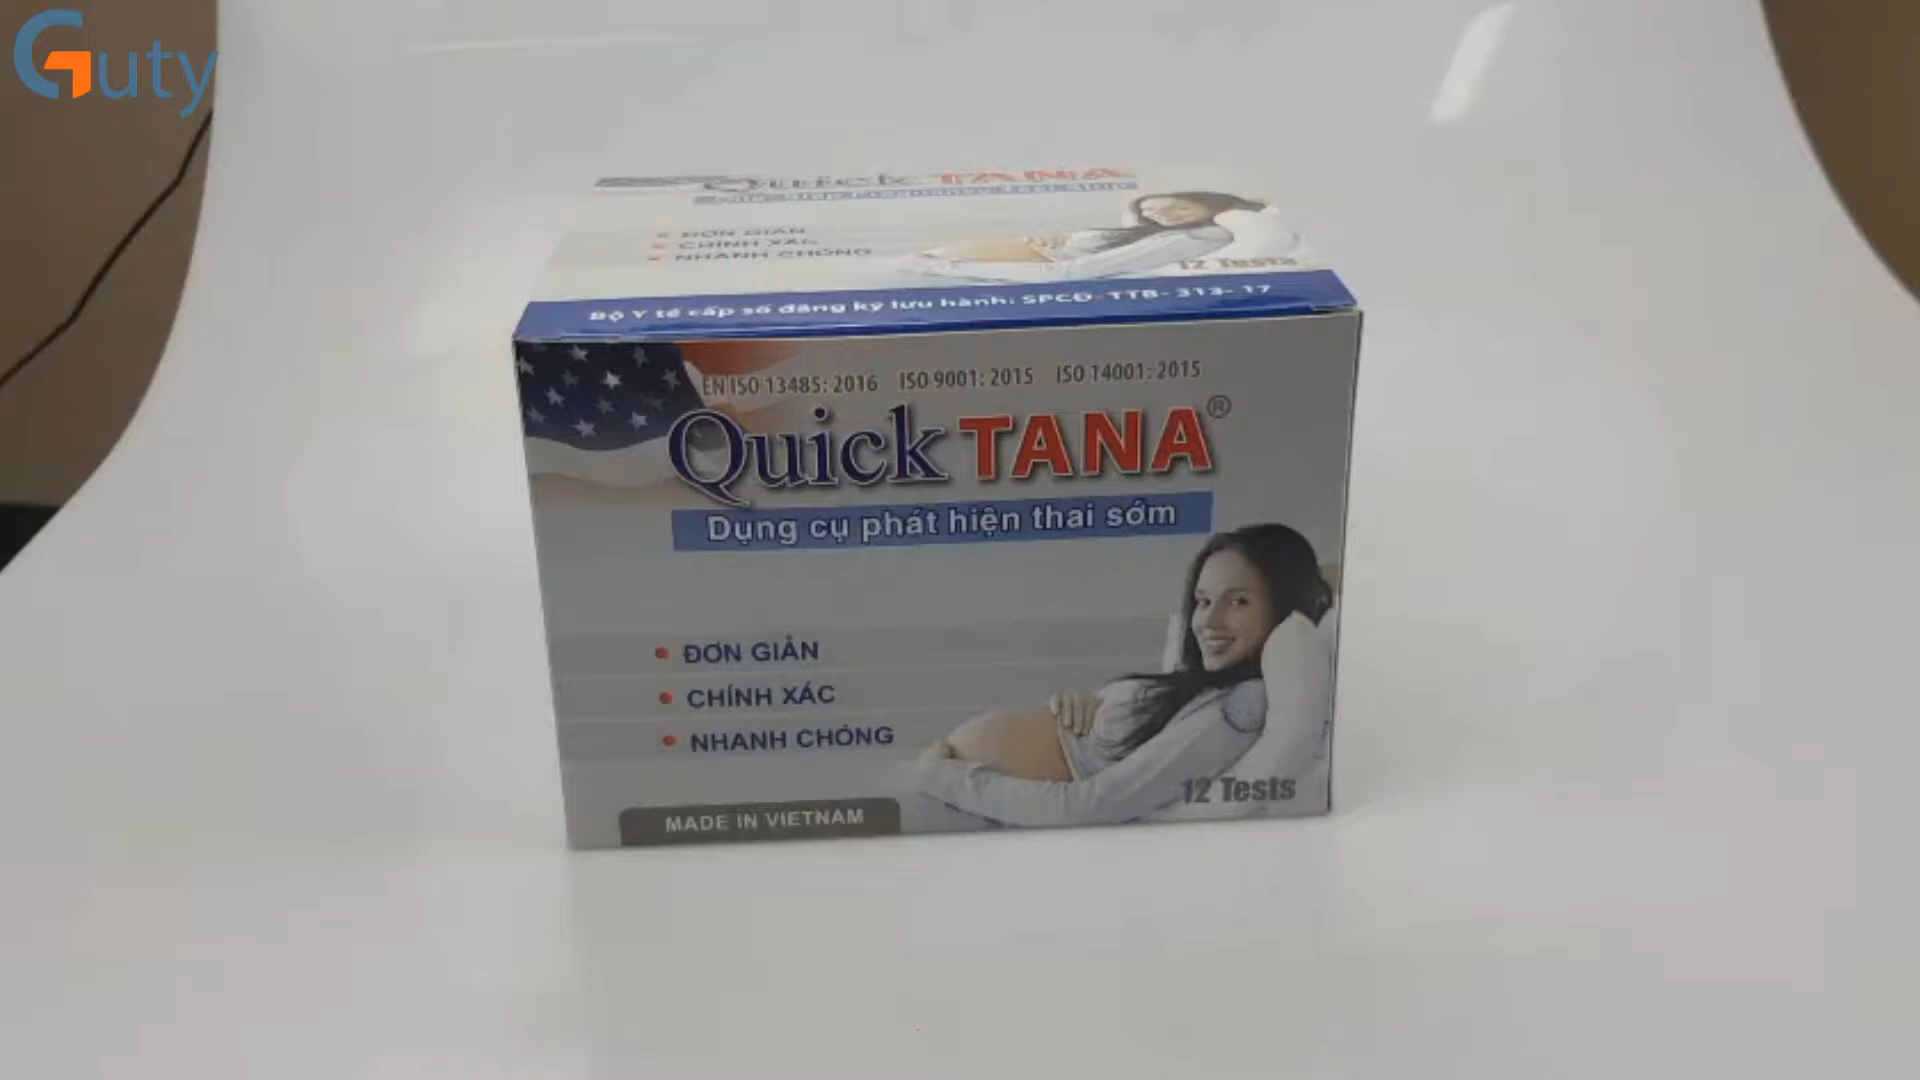 Guty
Quick TANA
ĐƠN GIẢN
CHÍNH XÁC
NHANH CHÓNG
12 Tests
Bộ Y tế cấp số đăng ký lưu hành: SPCĐ-TTB-313-17
EN ISO 13485: 2016 ISO 9001: 2015 ISO 14001: 2015
Quick TANA®
Dụng cụ phát hiện thai sớm
• ĐƠN GIẢN
• CHÍNH XÁC
• NHANH CHÓNG
12 Tests
MADE IN VIETNAM